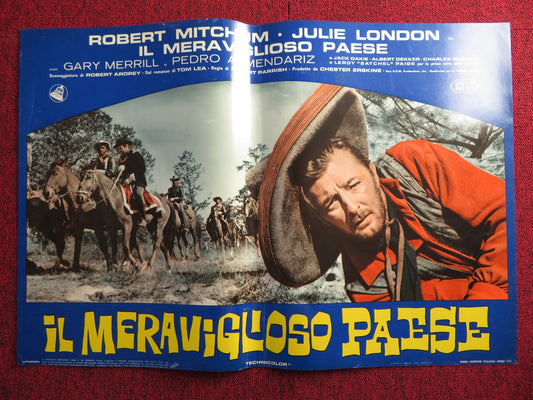 ROBERT MITCHUM - JULIE LONDON in
IL MERAVIGLIOSO PAESE
GARY MERRILL - PEDRO ARMENDARIZ
e JACK OAKIE - ALBERT DEKKER - CHARLES
e LEROY "SATCHEL" PAIGE
Sceneggiatura di ROBERT ARDREY - Dal romanzo di TOM LEA - Regia di ROBERT PARRISH - Prodotto da CHESTER ERSKINE
IL MERAVIGLIOSO PAESE
TECHNICOLOR